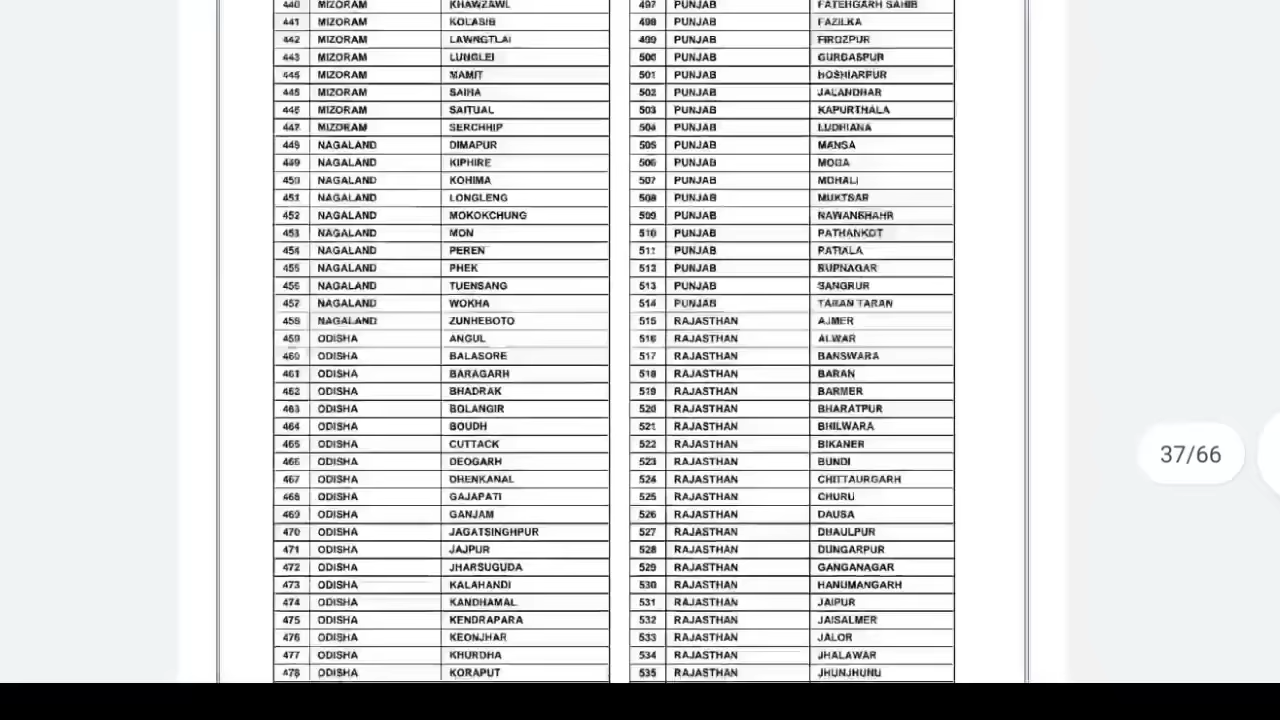 440 MIZORAM KHAWZAWL
441 MIZORAM KOLASIB
442 MIZORAM LAWNGTLAI
443 MIZORAM LUNGLEI
444 MIZORAM MAMIT
445 MIZORAM SAIHA
446 MIZORAM SAITUAL
447 MIZORAM SERCHHIP
448 NAGALAND DIMAPUR
449 NAGALAND KIPHIRE
450 NAGALAND KOHIMA
451 NAGALAND LONGLENG
452 NAGALAND MOKOKCHUNG
453 NAGALAND MON
454 NAGALAND PEREN
455 NAGALAND PHEK
456 NAGALAND TUENSANG
457 NAGALAND WOKHA
458 NAGALAND ZUNHEBOTO
459 ODISHA ANGUL
460 ODISHA BALASORE
461 ODISHA BARAGARH
462 ODISHA BHADRAK
463 ODISHA BOLANGIR
464 ODISHA BOUDH
465 ODISHA CUTTACK
466 ODISHA DEOGARH
467 ODISHA DHENKANAL
468 ODISHA GAJAPATI
469 ODISHA GANJAM
470 ODISHA JAGATSINGHPUR
471 ODISHA JAJPUR
472 ODISHA JHARSUGUDA
473 ODISHA KALAHANDI
474 ODISHA KANDHAMAL
475 ODISHA KENDRAPARA
476 ODISHA KEONJHAR
477 ODISHA KHURDHA
478 ODISHA KORAPUT
497 PUNJAB FATEHGARH SAHIB
498 PUNJAB FAZILKA
499 PUNJAB FIROZPUR
500 PUNJAB GURDASPUR
501 PUNJAB HOSHIARPUR
502 PUNJAB JALANDHAR
503 PUNJAB KAPURTHALA
504 PUNJAB LUDHIANA
505 PUNJAB MANSA
506 PUNJAB MOGA
507 PUNJAB MOHALI
508 PUNJAB MUKTSAR
509 PUNJAB NAWANSHAHR
510 PUNJAB PATHANKOT
511 PUNJAB PATIALA
512 PUNJAB RUPNAGAR
513 PUNJAB SANGRUR
514 PUNJAB TARAN TARAN
515 RAJASTHAN AJMER
516 RAJASTHAN ALWAR
517 RAJASTHAN BANSWARA
518 RAJASTHAN BARAN
519 RAJASTHAN BARMER
520 RAJASTHAN BHARATPUR
521 RAJASTHAN BHILWARA
522 RAJASTHAN BIKANER
523 RAJASTHAN BUNDI
524 RAJASTHAN CHITTAURGARH
525 RAJASTHAN CHURU
526 RAJASTHAN DAUSA
527 RAJASTHAN DHAULPUR
528 RAJASTHAN DUNGARPUR
529 RAJASTHAN GANGANAGAR
530 RAJASTHAN HANUMANGARH
531 RAJASTHAN JAIPUR
532 RAJASTHAN JAISALMER
533 RAJASTHAN JALOR
534 RAJASTHAN JHALAWAR
535 RAJASTHAN JHUNJHUNU
37/66